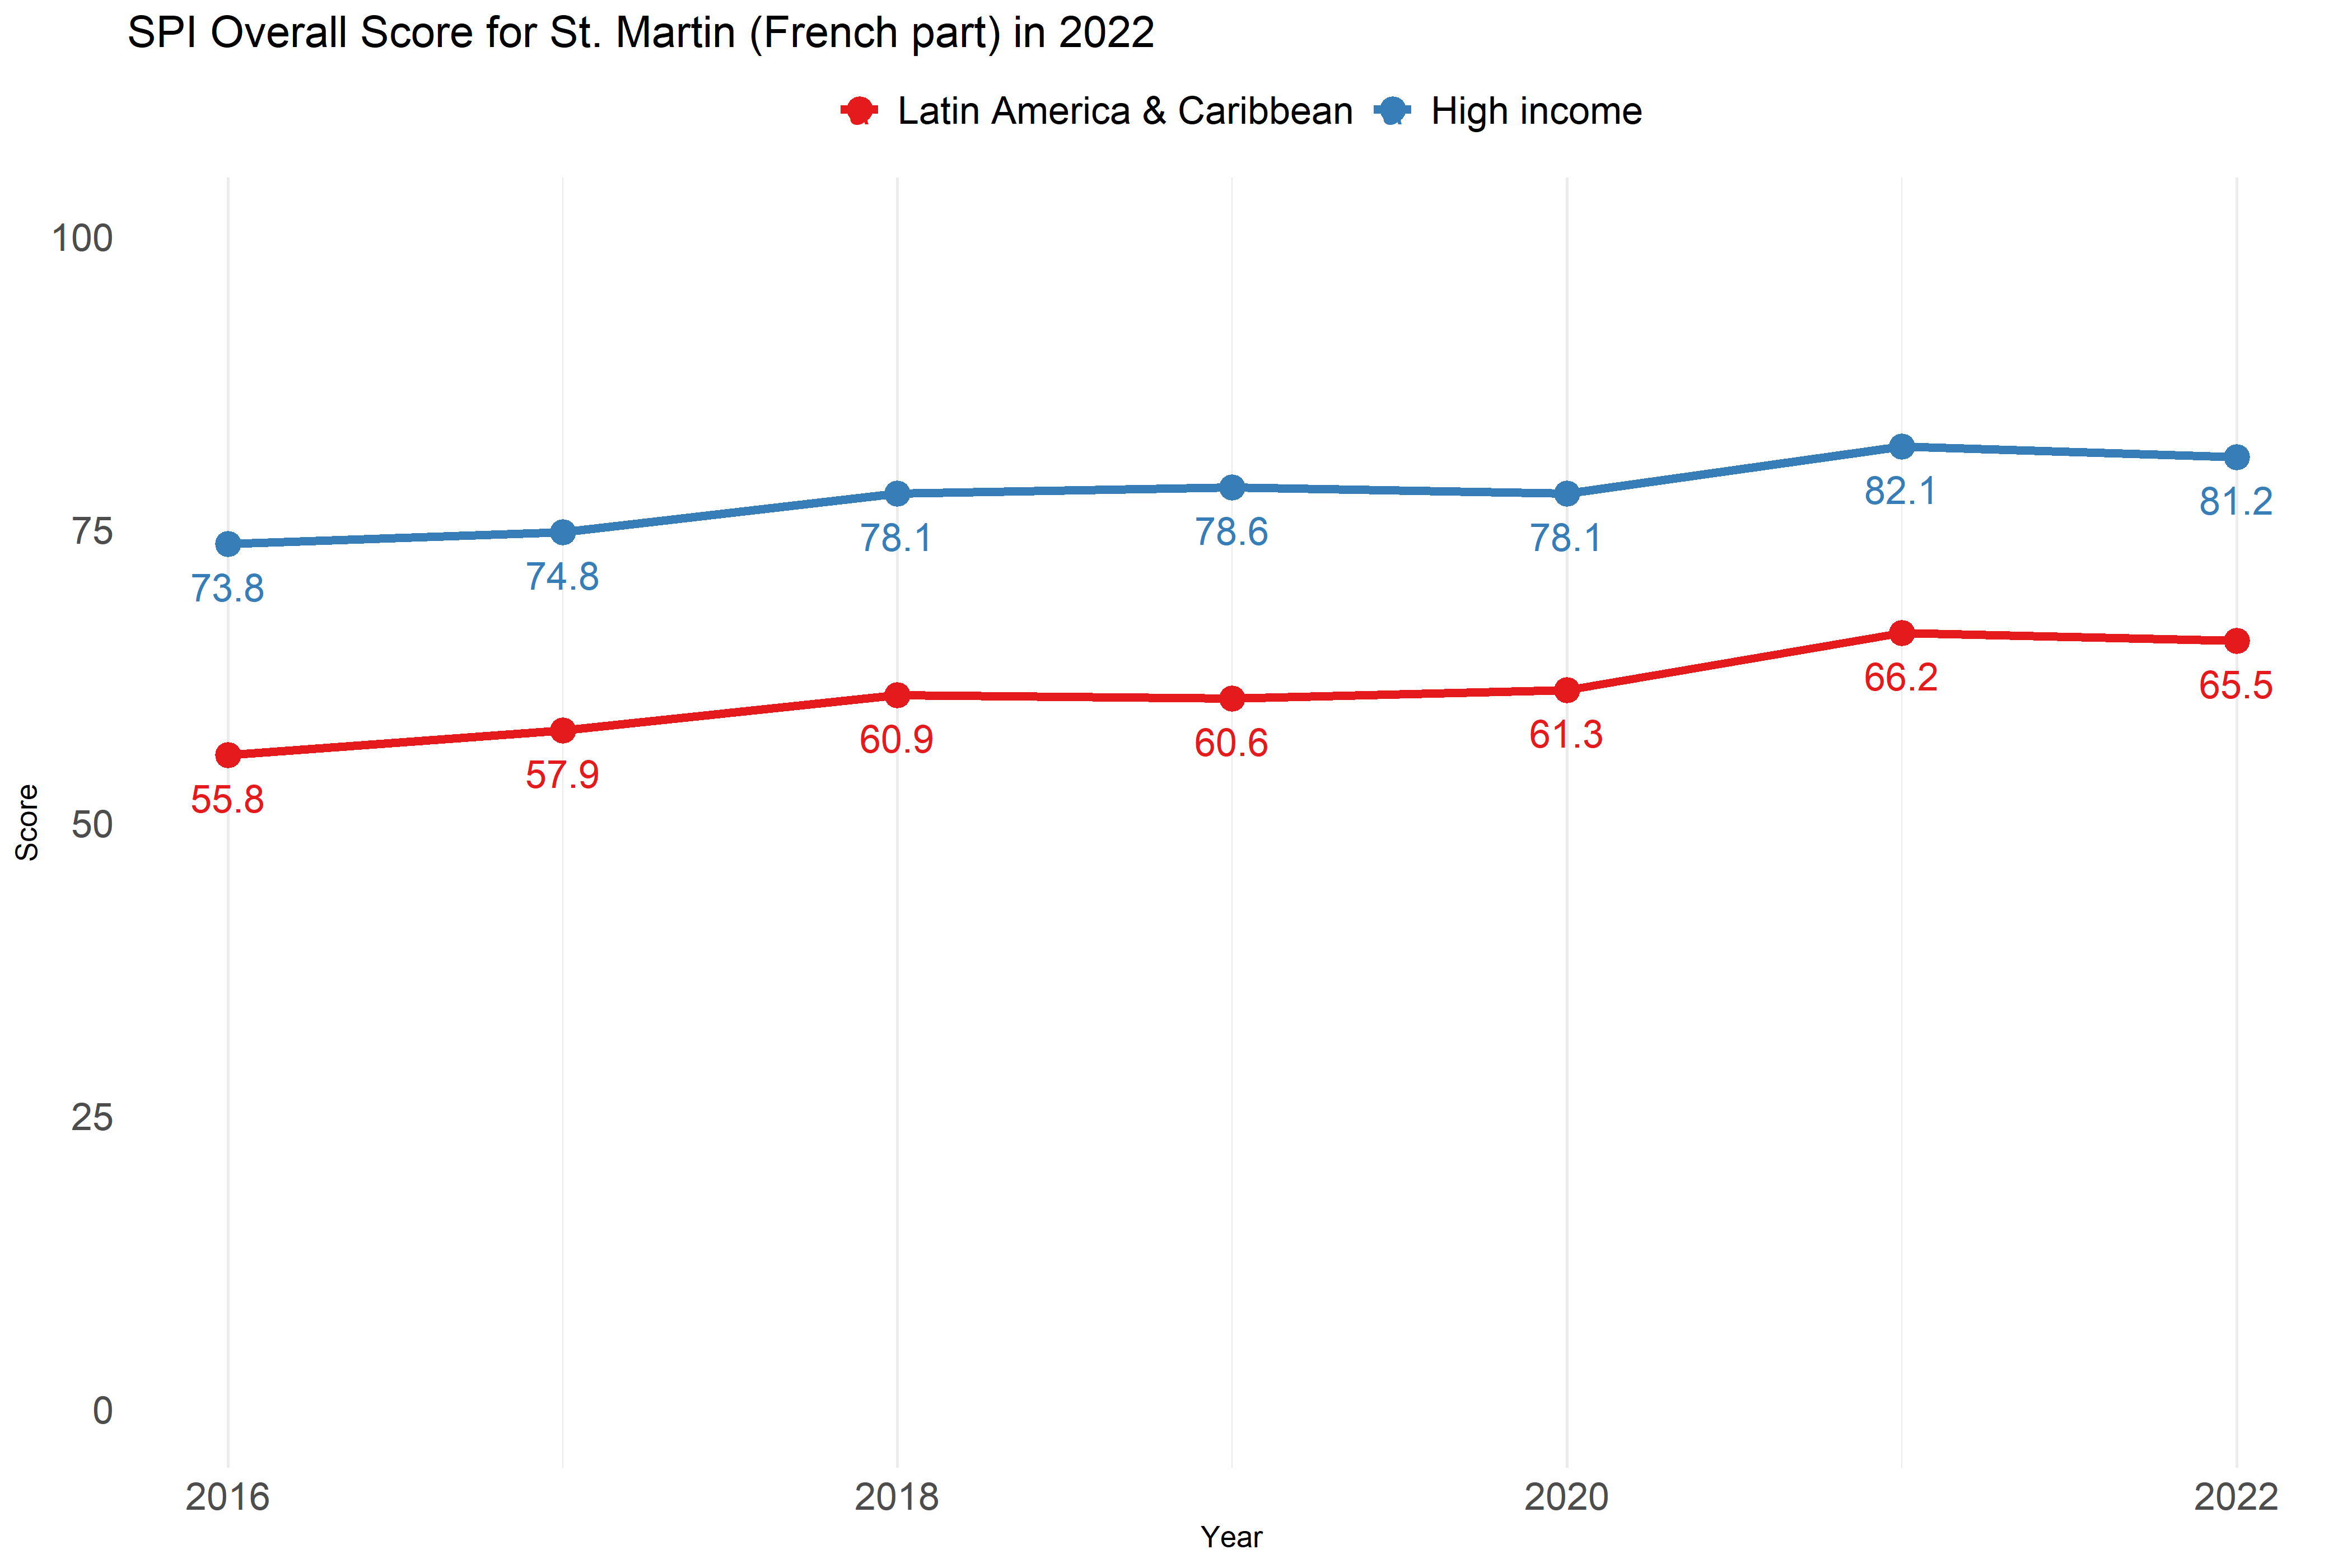 SPI Overall Score for St. Martin (French part) in 2022
Latin America & Caribbean High income
100
75
50
25
0
Score
73.8 74.8 78.1 78.6 78.1 82.1 81.2
55.8 57.9 60.9 60.6 61.3 66.2 65.5
2016 2018 2020 2022
Year